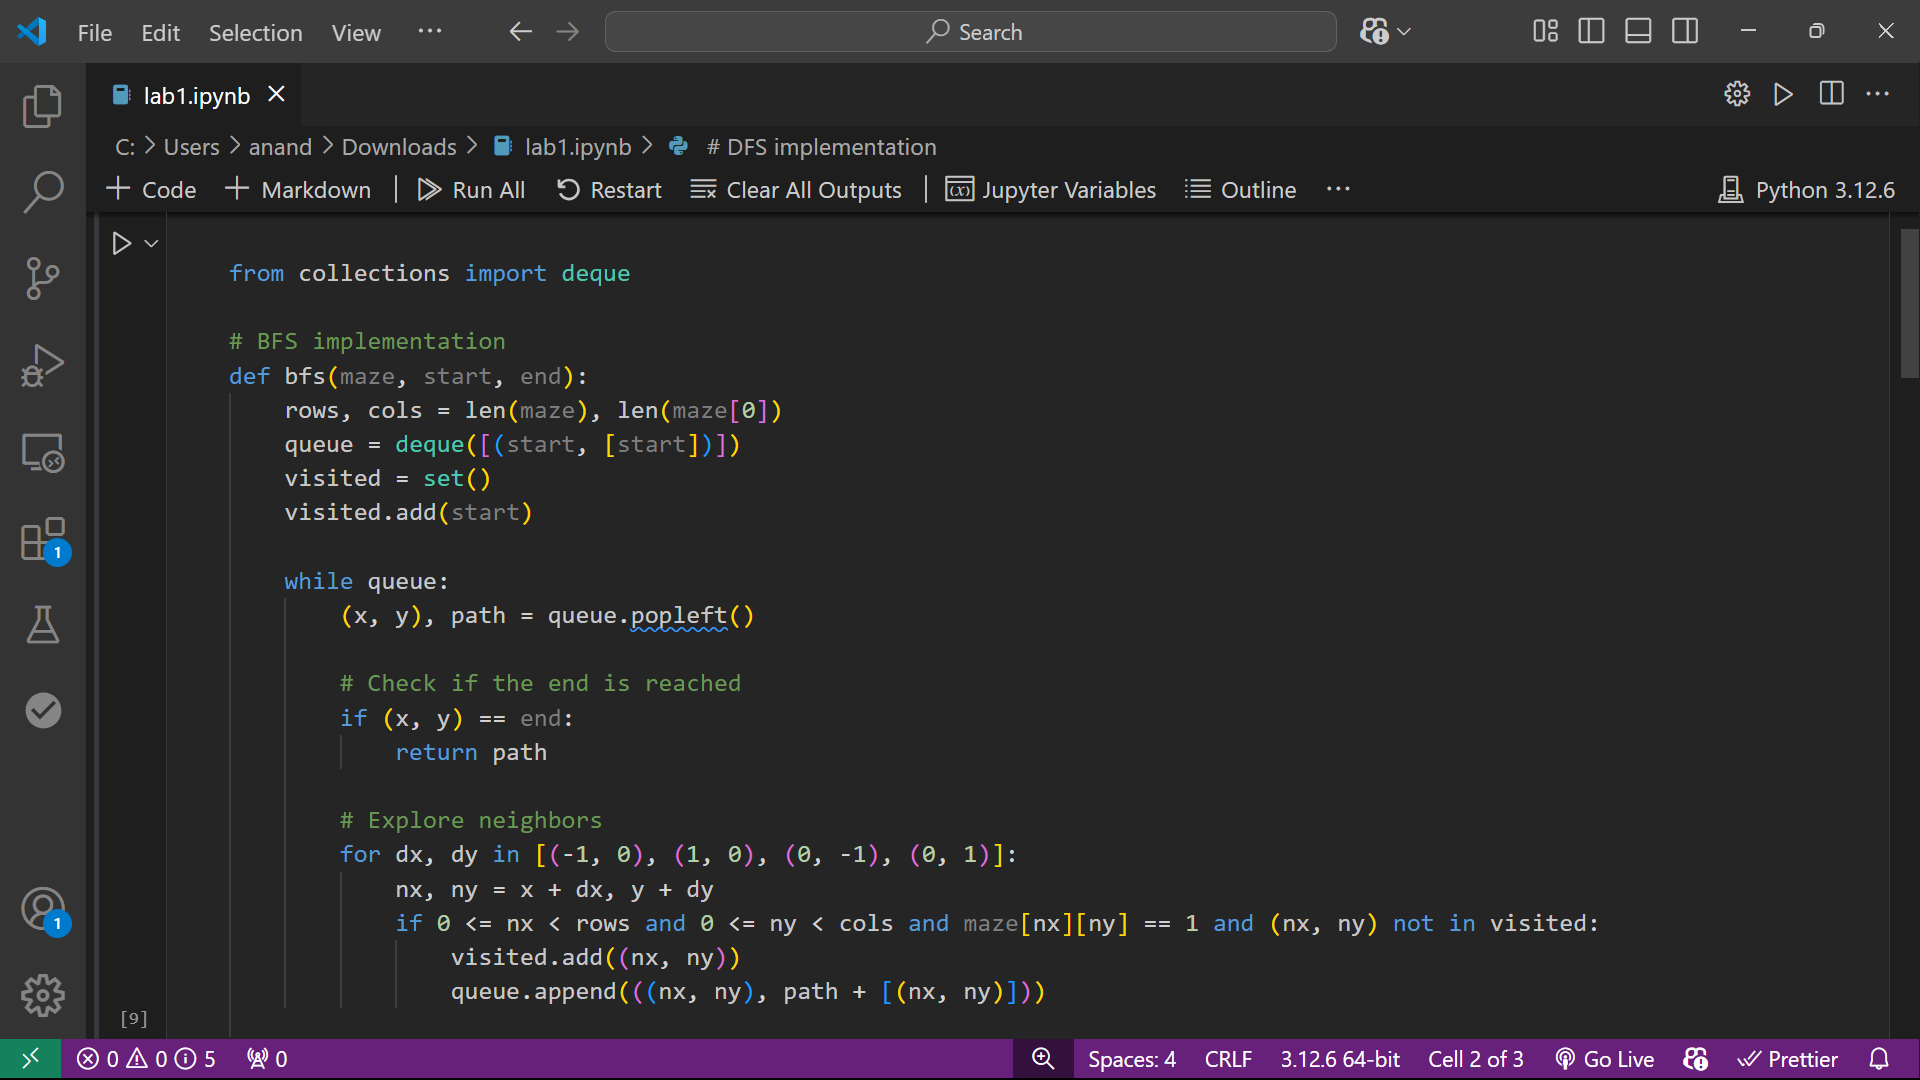 File Edit Selection View ··· Search
lab1.ipynb
C: > Users > anand > Downloads > lab1.ipynb > # DFS implementation
+ Code + Markdown | Run All Restart Clear All Outputs | Jupyter Variables Outline ··· Python 3.12.6
from collections import deque
# BFS implementation
def bfs(maze, start, end):
    rows, cols = len(maze), len(maze[0])
    queue = deque([(start, [start])])
    visited = set()
    visited.add(start)
    while queue:
        (x, y), path = queue.popleft()
        # Check if the end is reached
        if (x, y) == end:
            return path
        # Explore neighbors
        for dx, dy in [(-1, 0), (1, 0), (0, -1), (0, 1)]:
            nx, ny = x + dx, y + dy
            if 0 <= nx < rows and 0 <= ny < cols and maze[nx][ny] == 1 and (nx, ny) not in visited:
                visited.add((nx, ny))
                queue.append(((nx, ny), path + [(nx, ny)]))
[9]
1
1
0 0 5 0 Spaces: 4 CRLF 3.12.6 64-bit Cell 2 of 3 Go Live Prettier